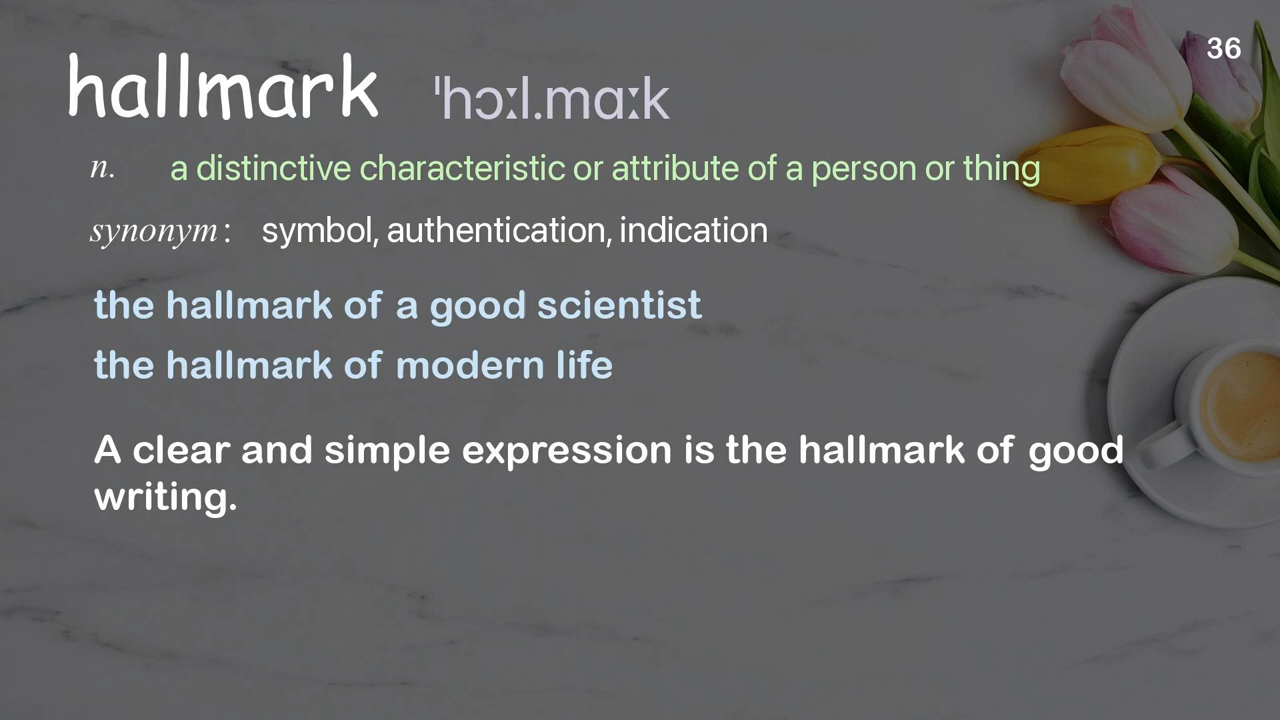 36
hallmark ˈhɔːl.mɑːk
n. a distinctive characteristic or attribute of a person or thing
synonym: symbol, authentication, indication
the hallmark of a good scientist
the hallmark of modern life
A clear and simple expression is the hallmark of good
writing.